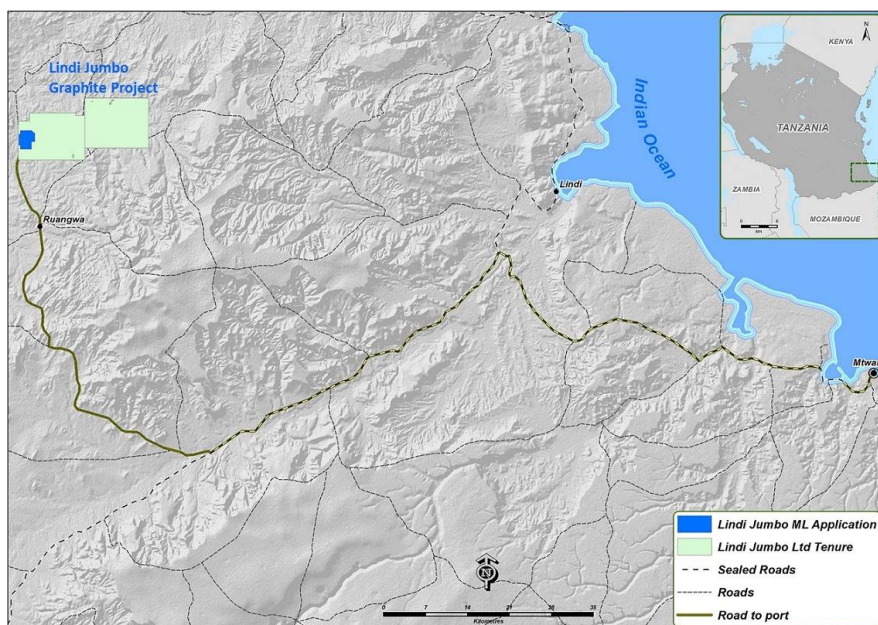 Lindi Jumbo
Graphite Project
Ruangwa
Lindi
Indian Ocean
KENYA
N
TANZANIA
ZAMBIA
MOZAMBIQUE
KM
N
0 7 14 21 28 35
Kilometres
Lindi Jumbo ML Application
Lindi Jumbo Ltd Tenure
Sealed Roads
Roads
Road to port